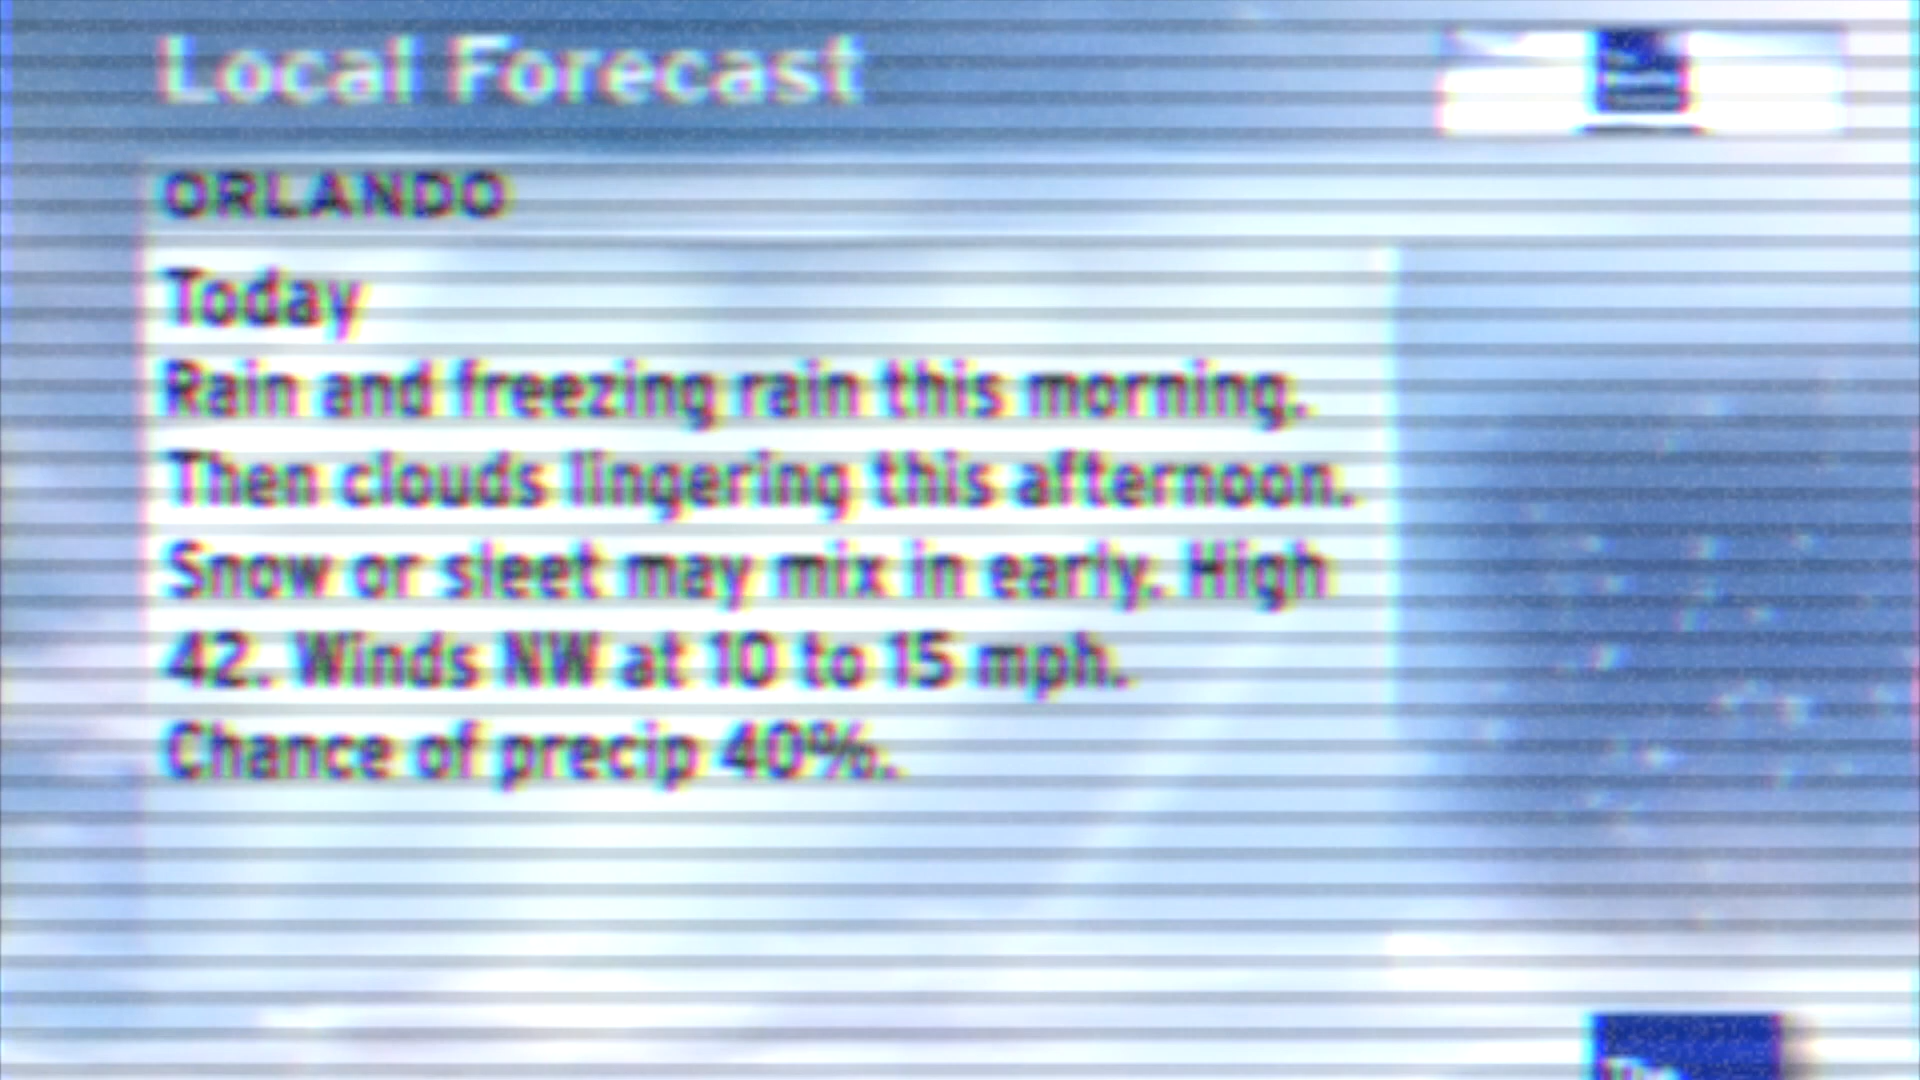 Local Forecast
ORLANDO
Today
Rain and freezing rain this morning.
Then clouds lingering this afternoon.
Snow or sleet may mix in early. High
42. Winds NW at 10 to 15 mph.
Chance of precip 40%.
The